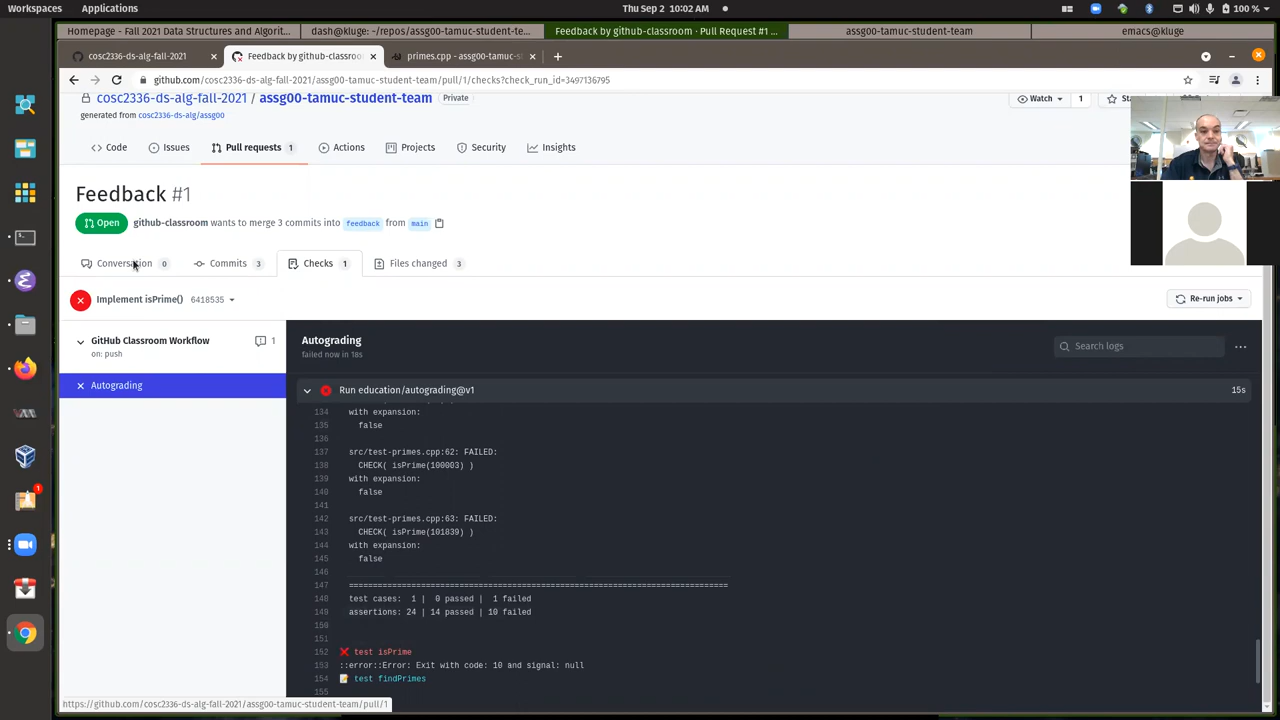 Workspaces
Applications
Thu Sep 2  10:02 AM
100 %
Homepage - Fall 2021 Data Structures and Algorit...
dash@kluge: ~/repos/assg00-tamuc-student-te...
Feedback by github-classroom · Pull Request #1 ...
assg00-tamuc-student-team
emacs@kluge
cosc2336-ds-alg-fall-2021
Feedback by github-classroo
primes.cpp - assg00-tamuc-s
github.com/cosc2336-ds-alg-fall-2021/assg00-tamuc-student-team/pull/1/checks?check_run_id=3497136795
cosc2336-ds-alg-fall-2021 / assg00-tamuc-student-team
Private
Watch
1
generated from cosc2336-ds-alg/assg00
Code
Issues
Pull requests 1
Actions
Projects
Security
Insights
Feedback #1
Open
github-classroom wants to merge 3 commits into feedback from main
Conversation 0
Commits 3
Checks 1
Files changed 3
Implement isPrime() 6418535
Re-run jobs
GitHub Classroom Workflow
1
on: push
Autograding
Autograding
failed now in 18s
Search logs
Run education/autograding@v1
15s
134 with expansion:
135 false
136
137 src/test-primes.cpp:62: FAILED:
138 CHECK( isPrime(100003) )
139 with expansion:
140 false
141
142 src/test-primes.cpp:63: FAILED:
143 CHECK( isPrime(101839) )
144 with expansion:
145 false
146
147 ===============================================================================
148 test cases:  1 |  0 passed |  1 failed
149 assertions: 24 | 14 passed | 10 failed
150
151
152 ❌ test isPrime
153 ::error::Error: Exit with code: 10 and signal: null
154 📝 test findPrimes
155
https://github.com/cosc2336-ds-alg-fall-2021/assg00-tamuc-student-team/pull/1